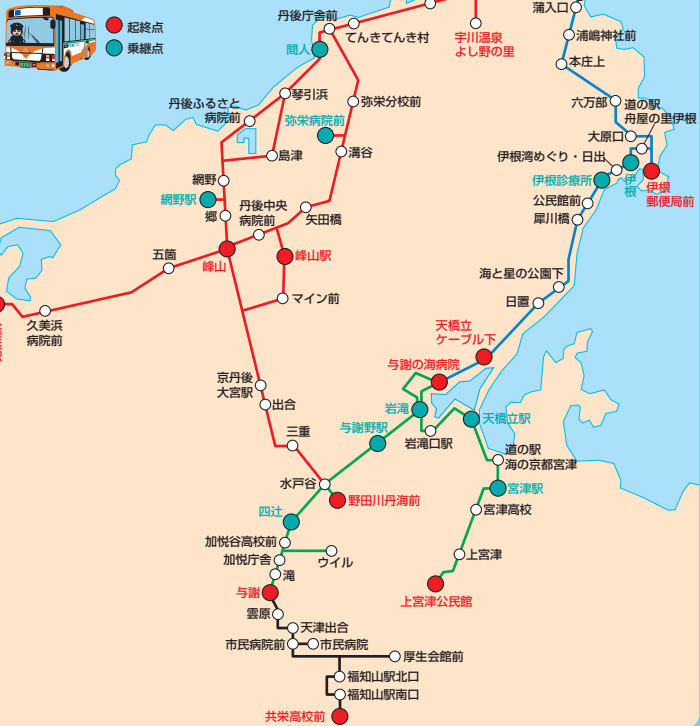 起終点
乗継点
丹後庁舎前
てんきてんき村
宇川温泉
よし野の里
蒲入口
浦嶋神社前
本庄上
間人
琴引浜
丹後ふるさと
病院前
弥栄分校前
弥栄病院前
六万部
道の駅
舟屋の里伊根
大原口
島津
溝谷
伊根湾めぐり・日出
伊根診療所
伊
根
伊根
郵便局前
網野
網野駅
公民館前
郷
丹後中央
病院前
矢田橋
犀川橋
五箇
峰山
峰山駅
海と星の公園下
マイン前
日置
久美浜
病院前
天橋立
ケーブル下
与謝の海病院
京丹後
大宮駅
出合
岩滝
与謝野駅
天橋立駅
三重
岩滝口駅
道の駅
海の京都宮津
水戸谷
宮津駅
野田川丹海前
四辻
宮津高校
加悦谷高校前
加悦庁舎
ウイル
上宮津
滝
与謝
上宮津公民館
雲原
天津出合
市民病院前
市民病院
厚生会館前
福知山駅北口
福知山駅南口
共栄高校前